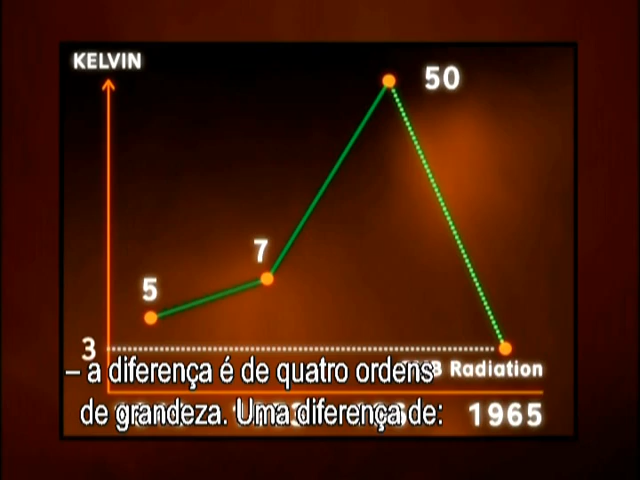 KELVIN
50
7
5
3
Radiation
– a diferença é de quatro ordens
de grandeza. Uma diferença de:
1965